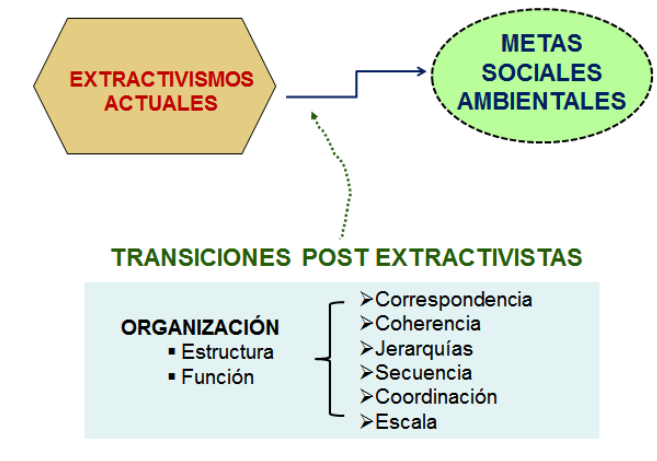 EXTRACTIVISMOS
ACTUALES
METAS
SOCIALES
AMBIENTALES
TRANSICIONES POST EXTRACTIVISTAS
ORGANIZACIÓN
▪ Estructura
▪ Función
➢Correspondencia
➢Coherencia
➢Jerarquías
➢Secuencia
➢Coordinación
➢Escala